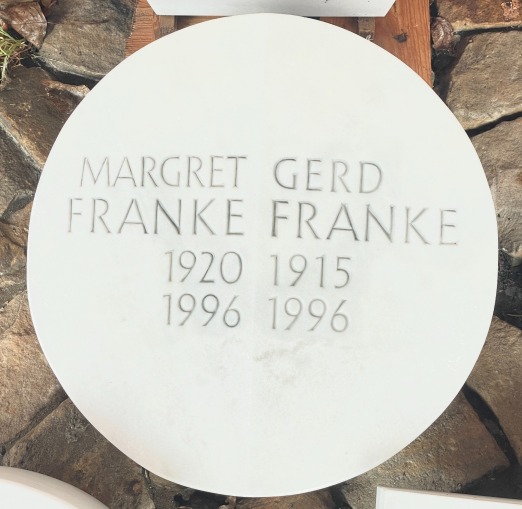 MARGRET GERD
FRANKE FRANKE
1920 1915
1996 1996